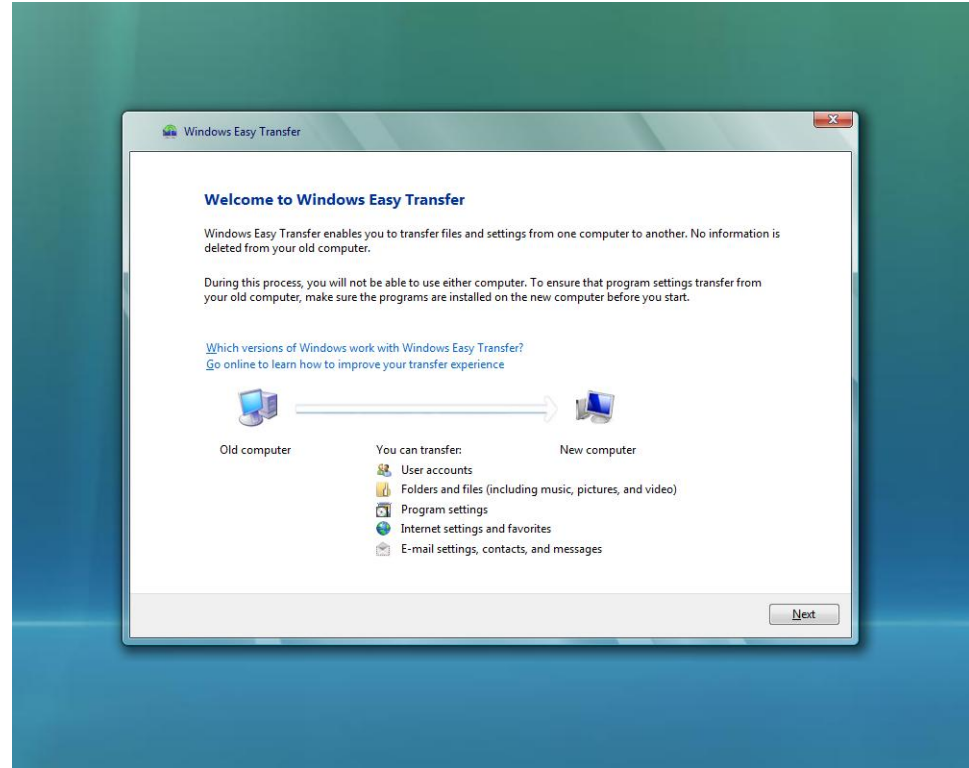 Windows Easy Transfer
Welcome to Windows Easy Transfer
Windows Easy Transfer enables you to transfer files and settings from one computer to another. No information is
deleted from your old computer.
During this process, you will not be able to use either computer. To ensure that program settings transfer from
your old computer, make sure the programs are installed on the new computer before you start.
Which versions of Windows work with Windows Easy Transfer?
Go online to learn how to improve your transfer experience
Old computer
You can transfer:
New computer
User accounts
Folders and files (including music, pictures, and video)
Program settings
Internet settings and favorites
E-mail settings, contacts, and messages
Next